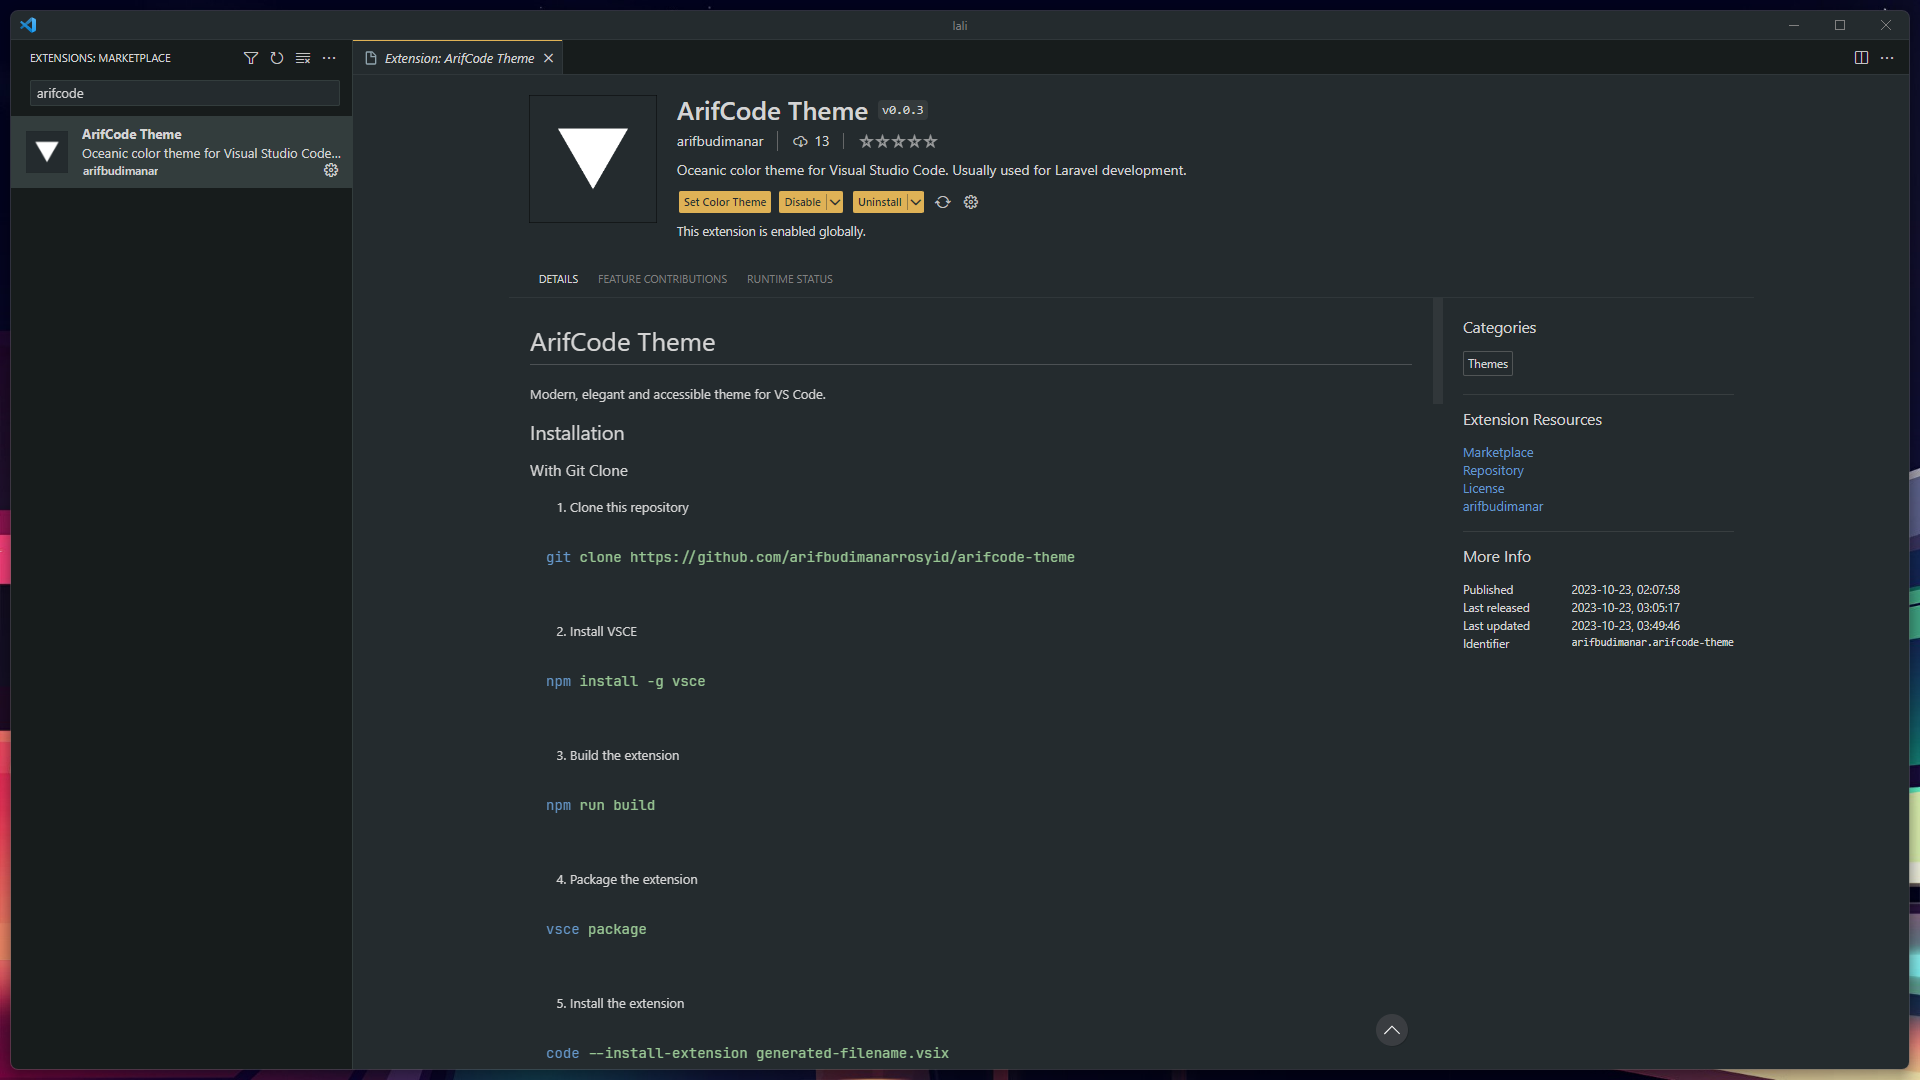 lali
EXTENSIONS: MARKETPLACE
arifcode
ArifCode Theme
Oceanic color theme for Visual Studio Code...
arifbudimanar
Extension: ArifCode Theme
ArifCode Theme v0.0.3
arifbudimanar 13
Oceanic color theme for Visual Studio Code. Usually used for Laravel development.
Set Color Theme Disable Uninstall
This extension is enabled globally.
DETAILS FEATURE CONTRIBUTIONS RUNTIME STATUS
ArifCode Theme
Modern, elegant and accessible theme for VS Code.
Installation
With Git Clone
1. Clone this repository
git clone https://github.com/arifbudimanarrosyid/arifcode-theme
2. Install VSCE
npm install -g vsce
3. Build the extension
npm run build
4. Package the extension
vsce package
5. Install the extension
code --install-extension generated-filename.vsix
Categories
Themes
Extension Resources
Marketplace
Repository
License
arifbudimanar
More Info
Published 2023-10-23, 02:07:58
Last released 2023-10-23, 03:05:17
Last updated 2023-10-23, 03:49:46
Identifier arifbudimanar.arifcode-theme